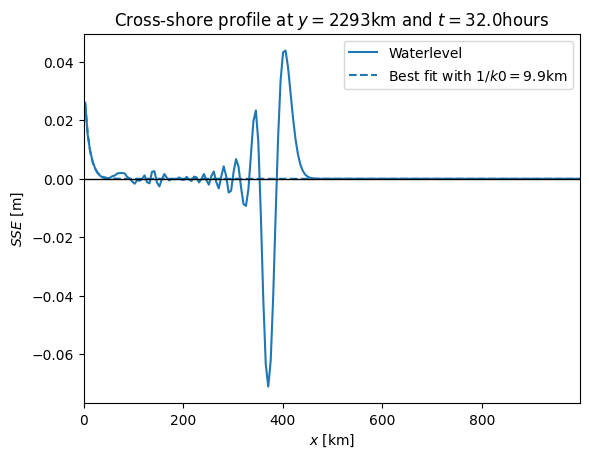 Cross-shore profile at y = 2293km and t = 32.0hours
Waterlevel
Best fit with 1/k0 = 9.9km
0.04
0.02
0.00
−0.02
−0.04
−0.06
SSE [m]
0 200 400 600 800
x [km]